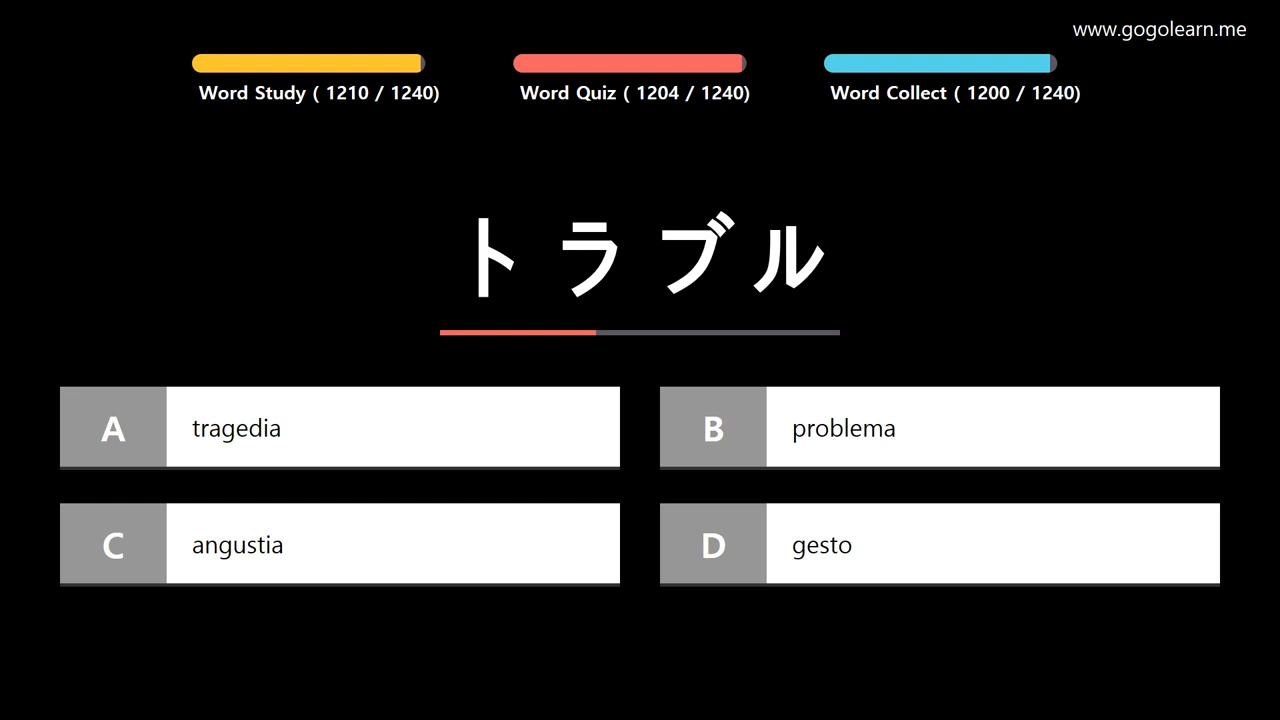 www.gogolearn.me
Word Study ( 1210 / 1240)
Word Quiz ( 1204 / 1240)
Word Collect ( 1200 / 1240)
トラブル
A tragedia
B problema
C angustia
D gesto